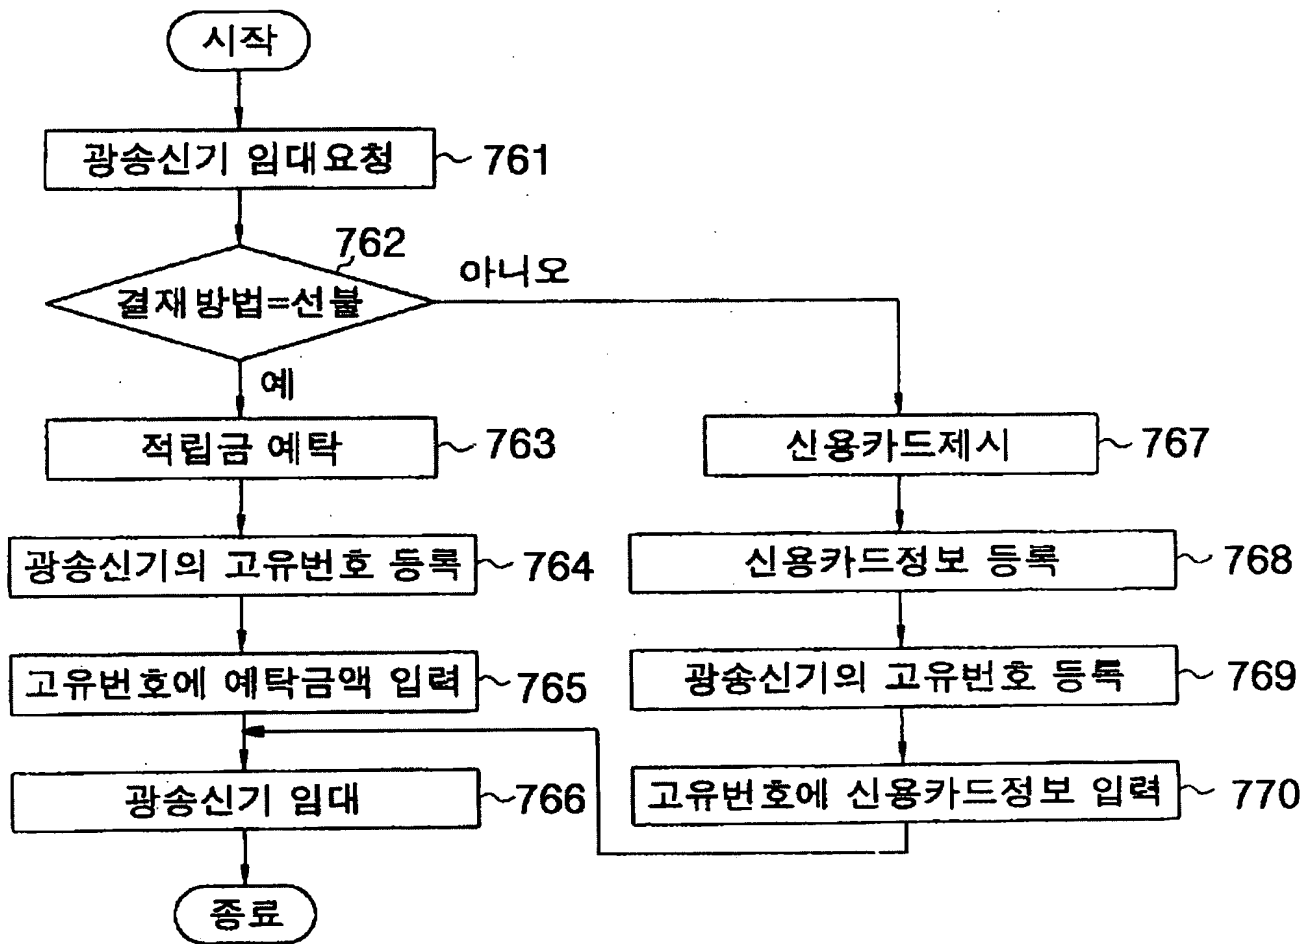 시작
광송신기 임대요청 761
762
결재방법=선불
아니오
예
적립금 예탁 763
광송신기의 고유번호 등록 764
고유번호에 예탁금액 입력 765
광송신기 임대 766
종료
신용카드제시 767
신용카드정보 등록 768
광송신기의 고유번호 등록 769
고유번호에 신용카드정보 입력 770